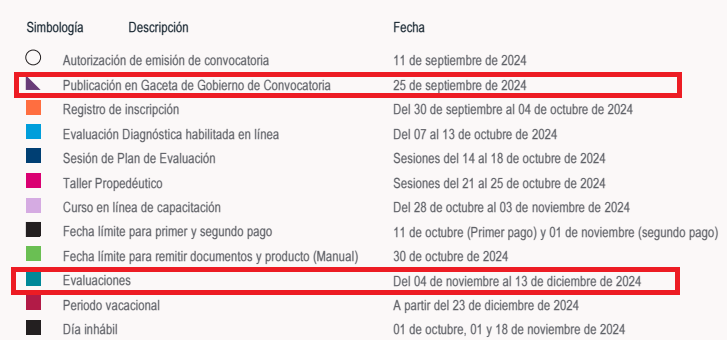 Simbología Descripción Fecha
Autorización de emisión de convocatoria 11 de septiembre de 2024
Publicación en Gaceta de Gobierno de Convocatoria 25 de septiembre de 2024
Registro de inscripción Del 30 de septiembre al 04 de octubre de 2024
Evaluación Diagnóstica habilitada en línea Del 07 al 13 de octubre de 2024
Sesión de Plan de Evaluación Sesiones del 14 al 18 de octubre de 2024
Taller Propedéutico Sesiones del 21 al 25 de octubre de 2024
Curso en línea de capacitación Del 28 de octubre al 03 de noviembre de 2024
Fecha límite para primer y segundo pago 11 de octubre (Primer pago) y 01 de noviembre (segundo pago)
Fecha límite para remitir documentos y producto (Manual) 30 de octubre de 2024
Evaluaciones Del 04 de noviembre al 13 de diciembre de 2024
Periodo vacacional A partir del 23 de diciembre de 2024
Día inhábil 01 de octubre, 01 y 18 de noviembre de 2024